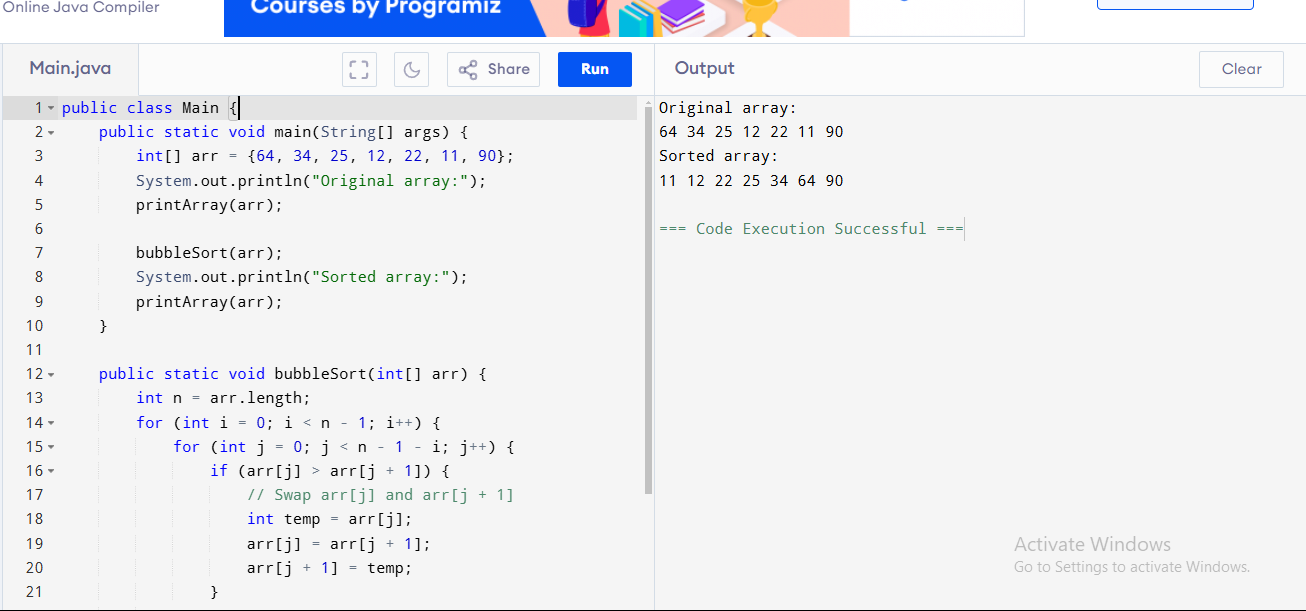 Online Java Compiler
Courses by Programiz
Main.java
Share
Run
Output
Clear
1 public class Main {
2     public static void main(String[] args) {
3         int[] arr = {64, 34, 25, 12, 22, 11, 90};
4         System.out.println("Original array:");
5         printArray(arr);
6
7         bubbleSort(arr);
8         System.out.println("Sorted array:");
9         printArray(arr);
10     }
11
12     public static void bubbleSort(int[] arr) {
13         int n = arr.length;
14         for (int i = 0; i < n - 1; i++) {
15             for (int j = 0; j < n - 1 - i; j++) {
16                 if (arr[j] > arr[j + 1]) {
17                     // Swap arr[j] and arr[j + 1]
18                     int temp = arr[j];
19                     arr[j] = arr[j + 1];
20                     arr[j + 1] = temp;
21                 }
Original array:
64 34 25 12 22 11 90
Sorted array:
11 12 22 25 34 64 90
=== Code Execution Successful ===
Activate Windows
Go to Settings to activate Windows.